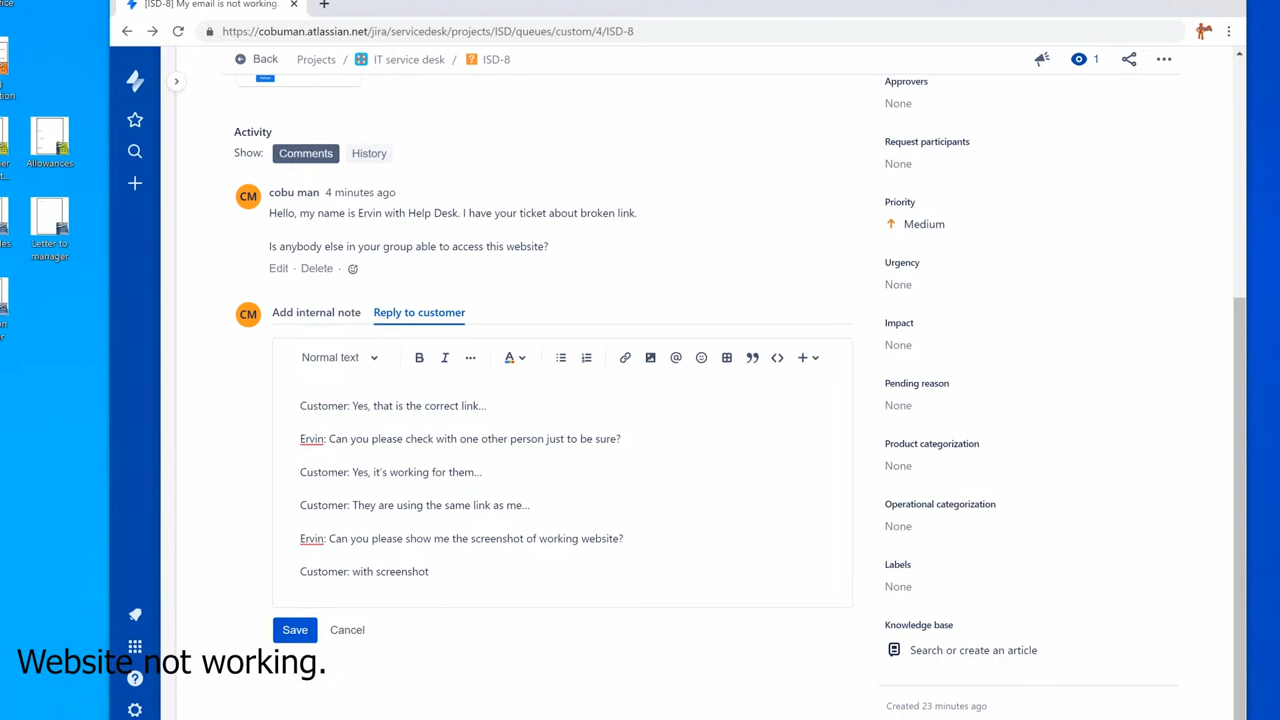 [ISD-8] My email is not working.
https://cobuman.atlassian.net/jira/servicedesk/projects/ISD/queues/custom/4/ISD-8
Back
Projects / IT service desk / ISD-8
1
Allowances
Letter to
manager
Activity
Show: Comments History
CM cobu man 4 minutes ago
Hello, my name is Ervin with Help Desk. I have your ticket about broken link.
Is anybody else in your group able to access this website?
Edit · Delete ·
CM Add internal note Reply to customer
Normal text
Customer: Yes, that is the correct link...
Ervin: Can you please check with one other person just to be sure?
Customer: Yes, it's working for them...
Customer: They are using the same link as me...
Ervin: Can you please show me the screenshot of working website?
Customer: with screenshot
Save Cancel
Website not working.
Approvers
None
Request participants
None
Priority
Medium
Urgency
None
Impact
None
Pending reason
None
Product categorization
None
Operational categorization
None
Labels
None
Knowledge base
Search or create an article
Created 23 minutes ago